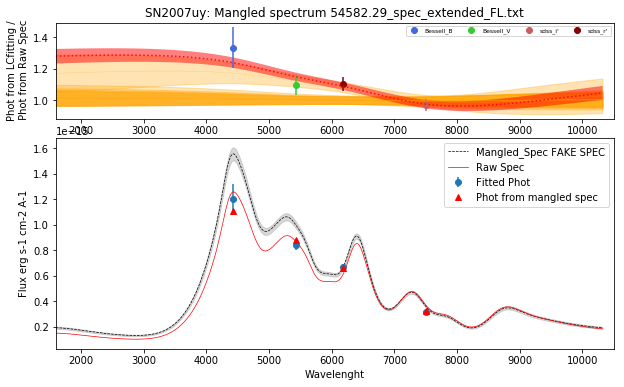 SN2007uy: Mangled spectrum 54582.29_spec_extended_FL.txt
Phot from LCfitting /
Phot from Raw Spec
1.4
1.2
1.0
Bessell_B
Bessell_V
sdss_i'
sdss_r'
2000 3000 4000 5000 6000 7000 8000 9000 10000
Flux erg s-1 cm-2 A-1
1.6
1.4
1.2
1.0
0.8
0.6
0.4
0.2
Mangled_Spec FAKE SPEC
Raw Spec
Fitted Phot
Phot from mangled spec
2000 3000 4000 5000 6000 7000 8000 9000 10000
Wavelenght